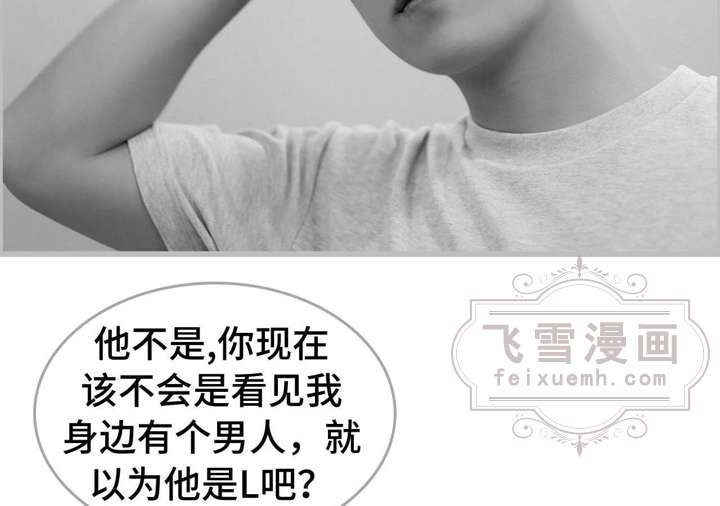 飞雪漫画
feixuemh.com
他不是,你现在
该不会是看见我
身边有个男人，就
以为他是L吧?